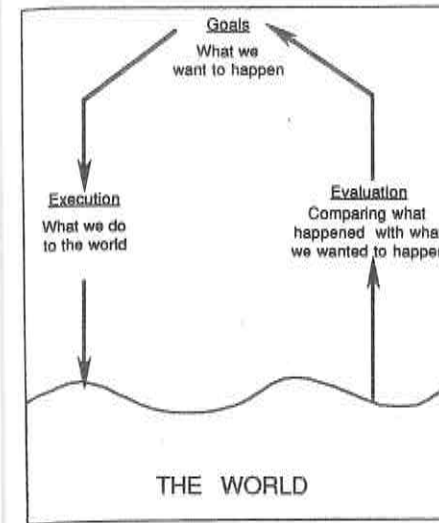 Goals
What we
want to happen
Execution
What we do
to the world
Evaluation
Comparing what
happened with wha
we wanted to happen
THE WORLD